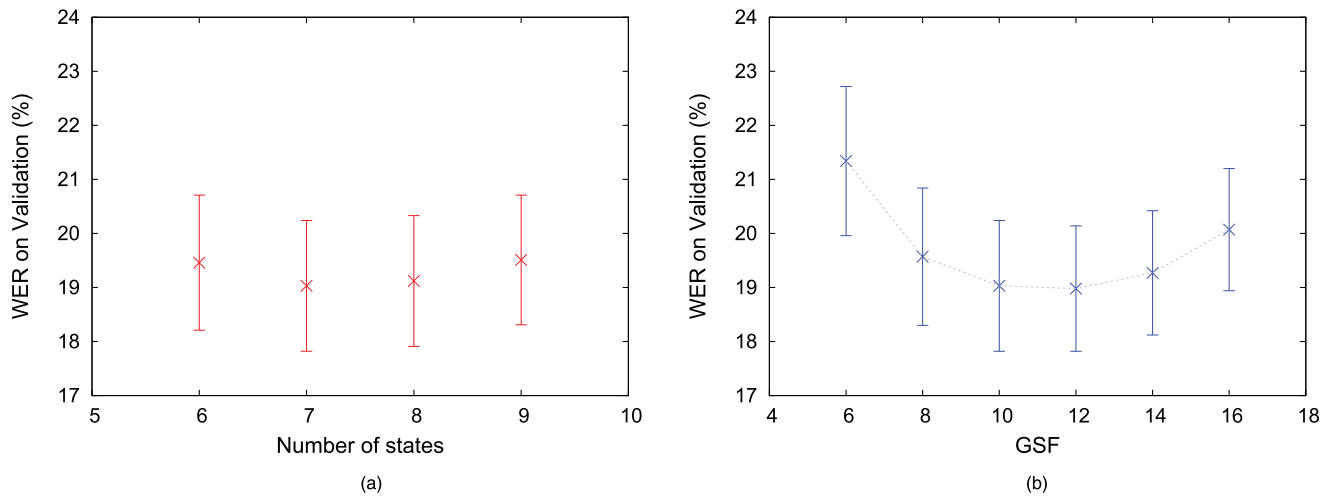 24
23
22
21
20
19
18
17
WER on Validation (%)
5 6 7 8 9 10
Number of states
(a)
24
23
22
21
20
19
18
17
WER on Validation (%)
4 6 8 10 12 14 16 18
GSF
(b)